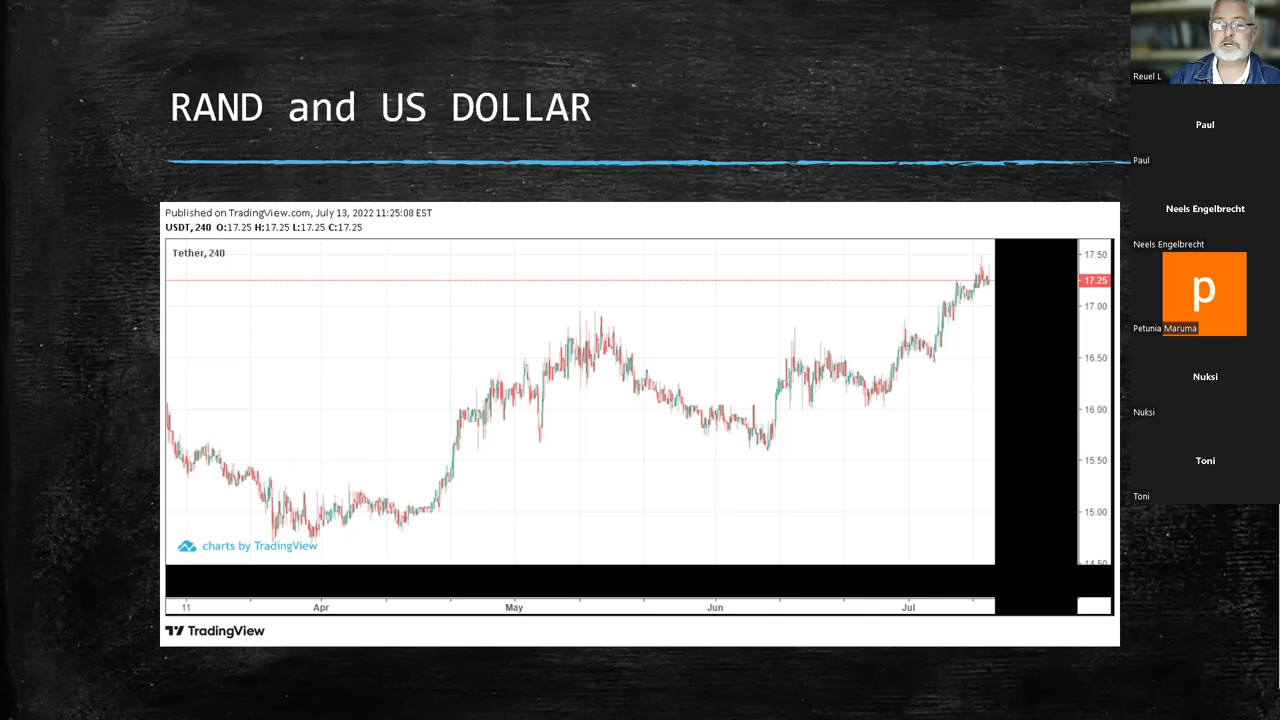 RAND and US DOLLAR
Published on TradingView.com, July 13, 2022 11:25:08 EST
USDT, 240 O:17.25 H:17.25 L:17.25 C:17.25
Tether, 240
17.50
17.25
17.00
16.50
16.00
15.50
15.00
14.50
charts by TradingView
11 Apr May Jun Jul
TradingView
Reuel L
Paul
Paul
Neels Engelbrecht
Neels Engelbrecht
p
Petunia Maruma
Nuksi
Nuksi
Toni
Toni